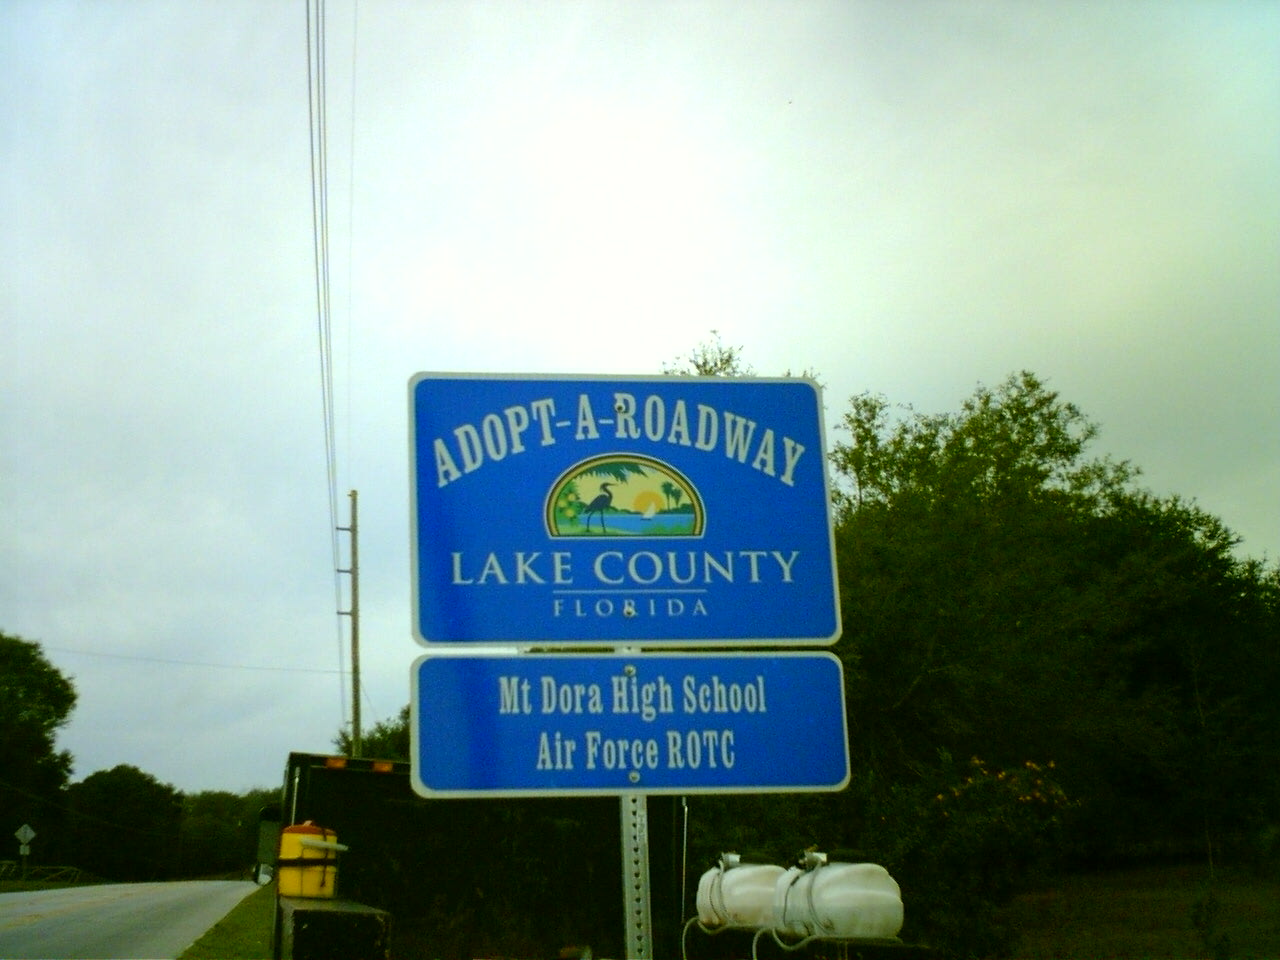 ADOPT-A-ROADWAY
LAKE COUNTY
FLORIDA
Mt Dora High School
Air Force ROTC